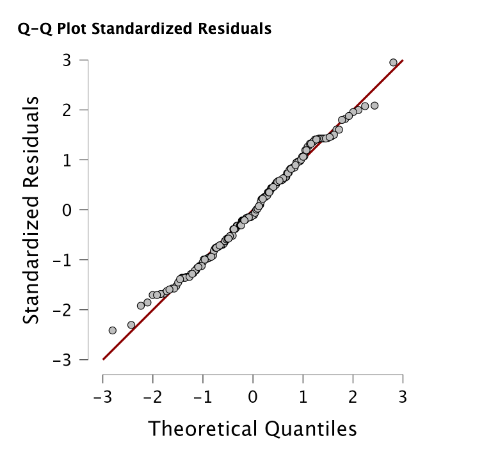 Q–Q Plot Standardized Residuals
3
2
1
0
−1
−2
−3
Standardized Residuals
−3 −2 −1 0 1 2 3
Theoretical Quantiles